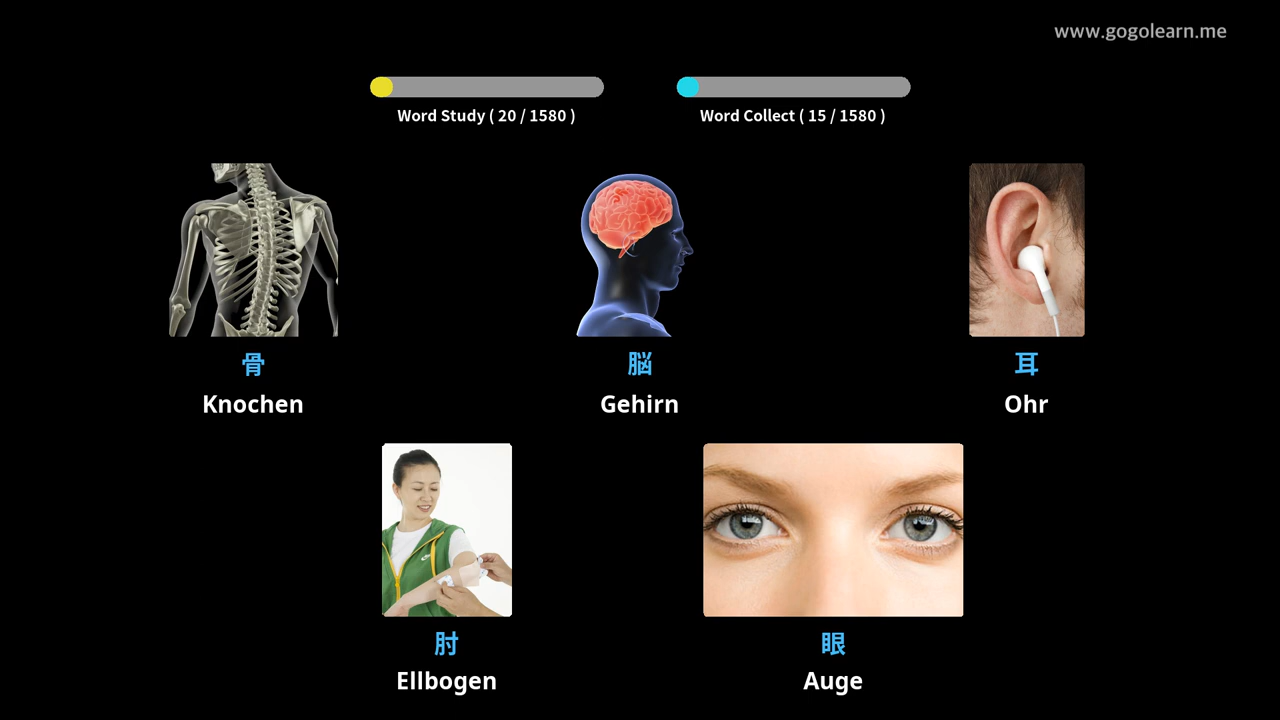 www.gogolearn.me
Word Study ( 20 / 1580 )
Word Collect ( 15 / 1580 )
骨
Knochen
脳
Gehirn
耳
Ohr
肘
Ellbogen
眼
Auge